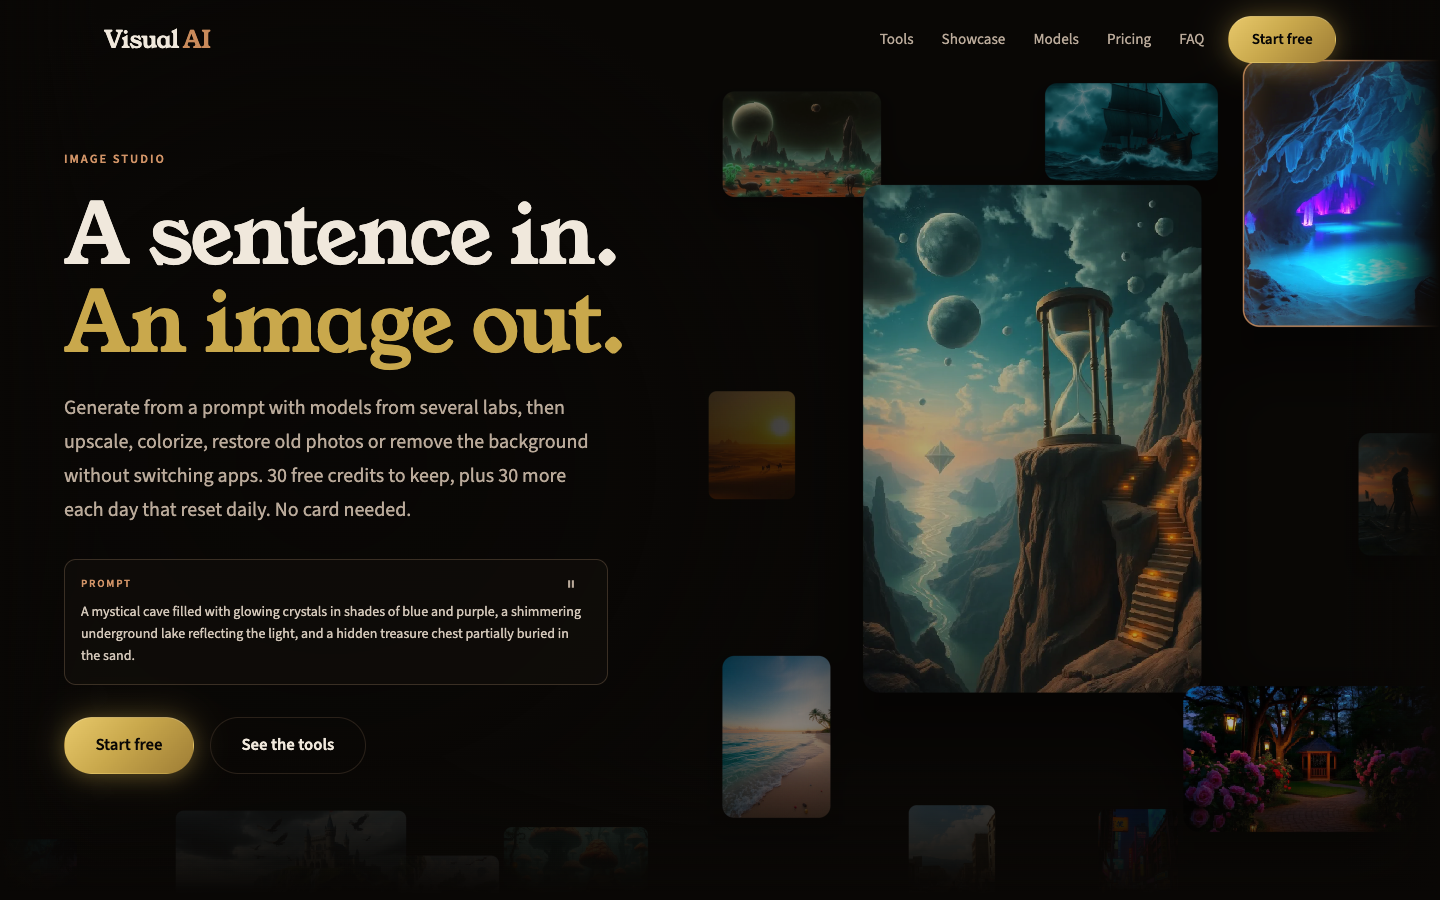 Visual AI
Tools
Showcase
Models
Pricing
FAQ
Start free
IMAGE STUDIO
A sentence in.
An image out.
Generate from a prompt with models from several labs, then
upscale, colorize, restore old photos or remove the background
without switching apps. 30 free credits to keep, plus 30 more
each day that reset daily. No card needed.
PROMPT
A mystical cave filled with glowing crystals in shades of blue and purple, a shimmering
underground lake reflecting the light, and a hidden treasure chest partially buried in
the sand.
Start free
See the tools